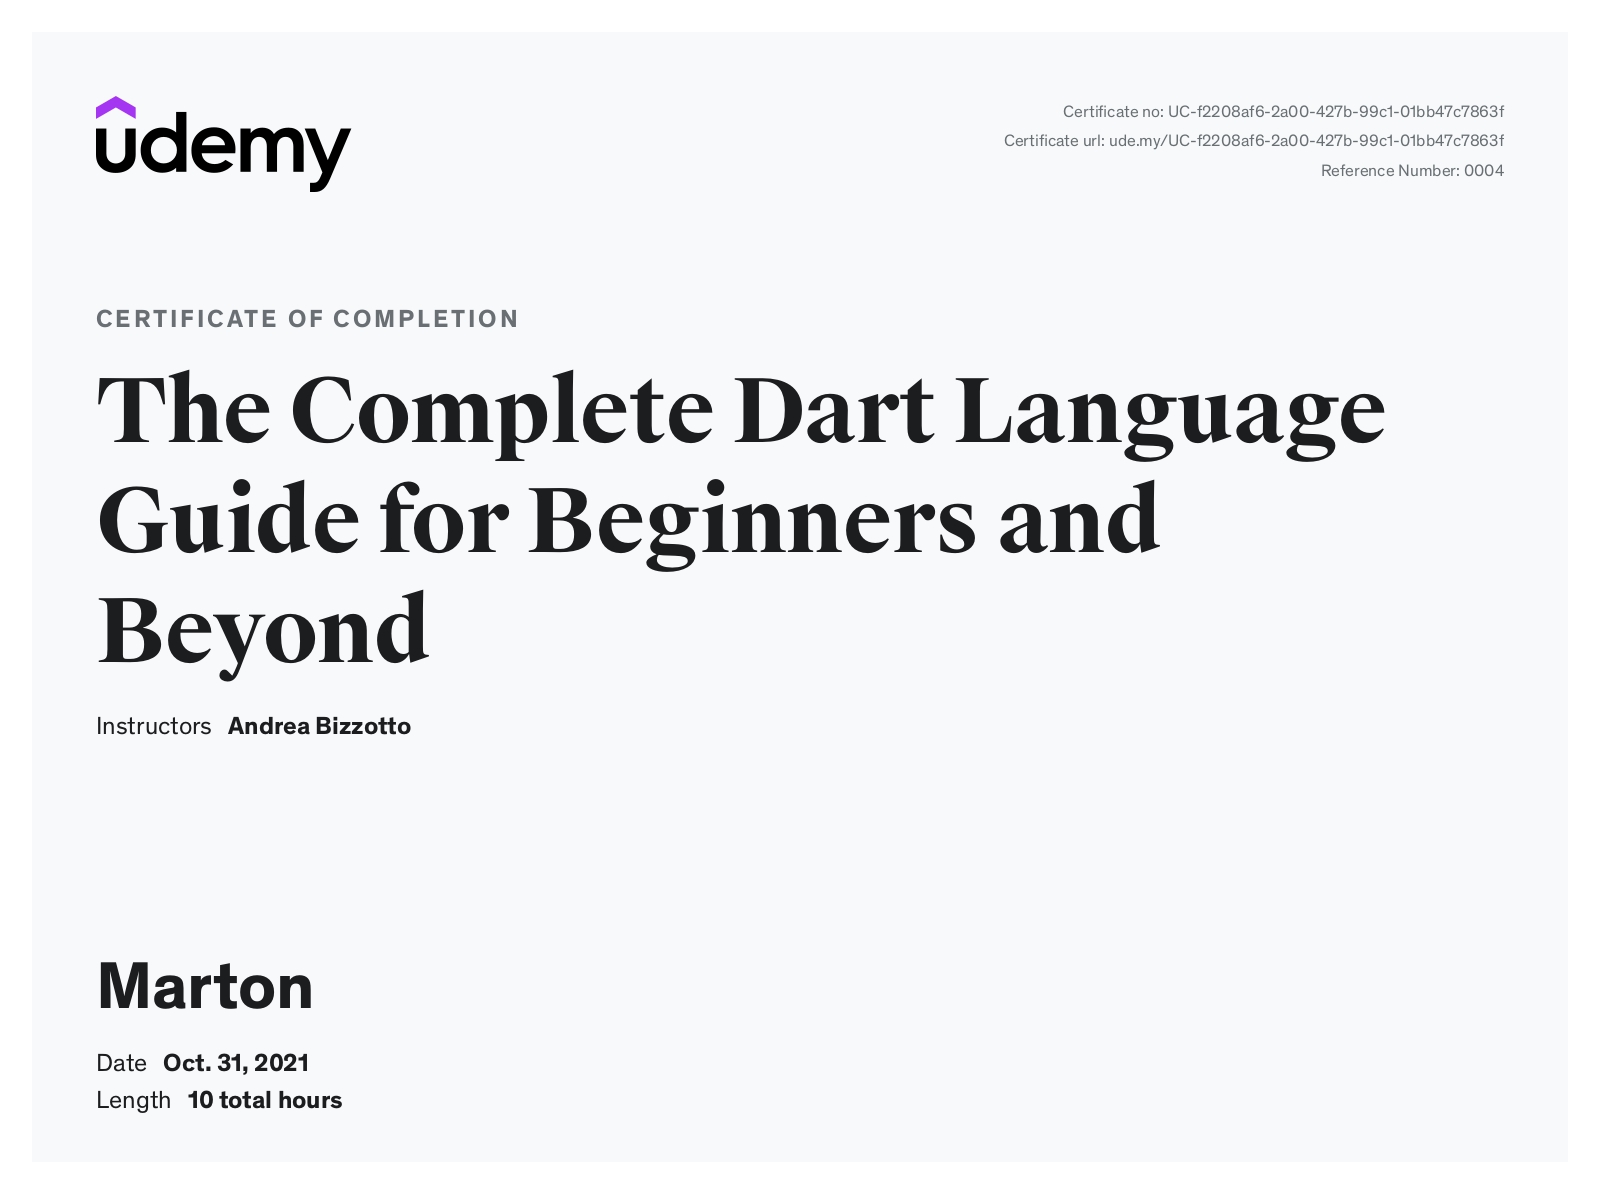 udemy
Certificate no: UC-f2208af6-2a00-427b-99c1-01bb47c7863f
Certificate url: ude.my/UC-f2208af6-2a00-427b-99c1-01bb47c7863f
Reference Number: 0004
CERTIFICATE OF COMPLETION
The Complete Dart Language
Guide for Beginners and
Beyond
Instructors Andrea Bizzotto
Marton
Date Oct. 31, 2021
Length 10 total hours